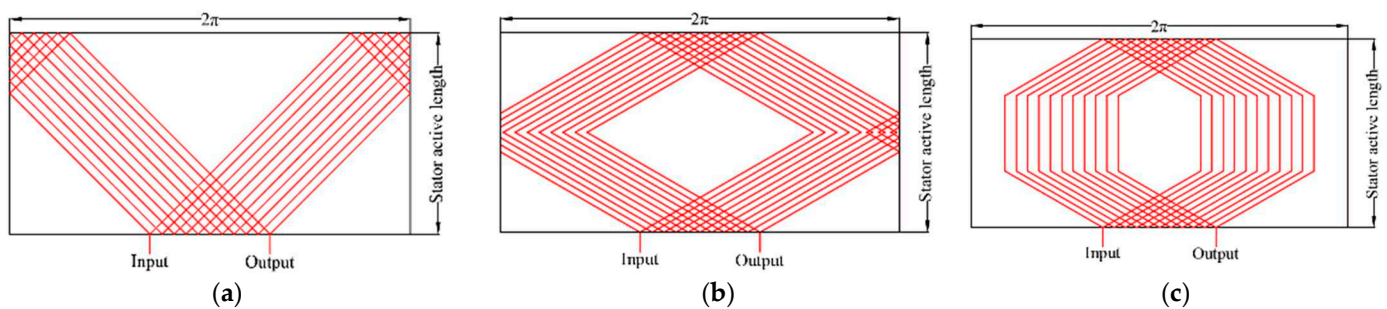 2π
Stator active length
Input
Output
(a)
2π
Stator active length
Input
Output
(b)
2π
Stator active length
Input
Output
(c)